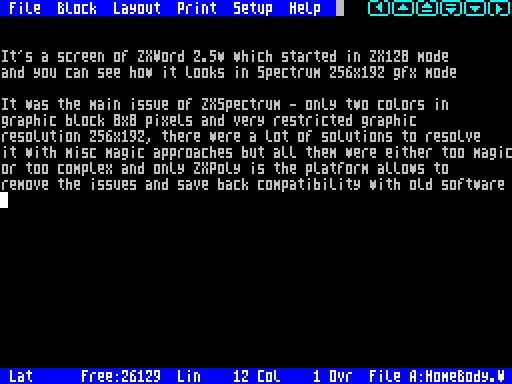 File Block Layout Print Setup Help
It's a screen of ZXWord 2.5w which started in ZX128 mode
and you can see how it looks in Spectrum 256x192 gfx mode
It was the main issue of ZXSpectrum - only two colors in
graphic block 8x8 pixels and very restricted graphic
resolution 256x192, there were a lot of solutions to resolve
it with misc magic approaches but all them were either too magic
or too complex and only ZXPoly is the platform allows to
remove the issues and save back compatibility with old software
Lat Free:26129 Lin 12 Col 1 Ovr File A:HomeBody.W